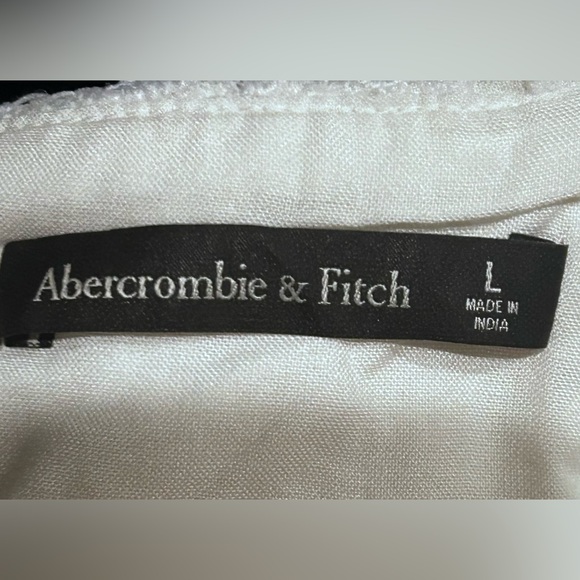 Abercrombie & Fitch
L
MADE IN
INDIA